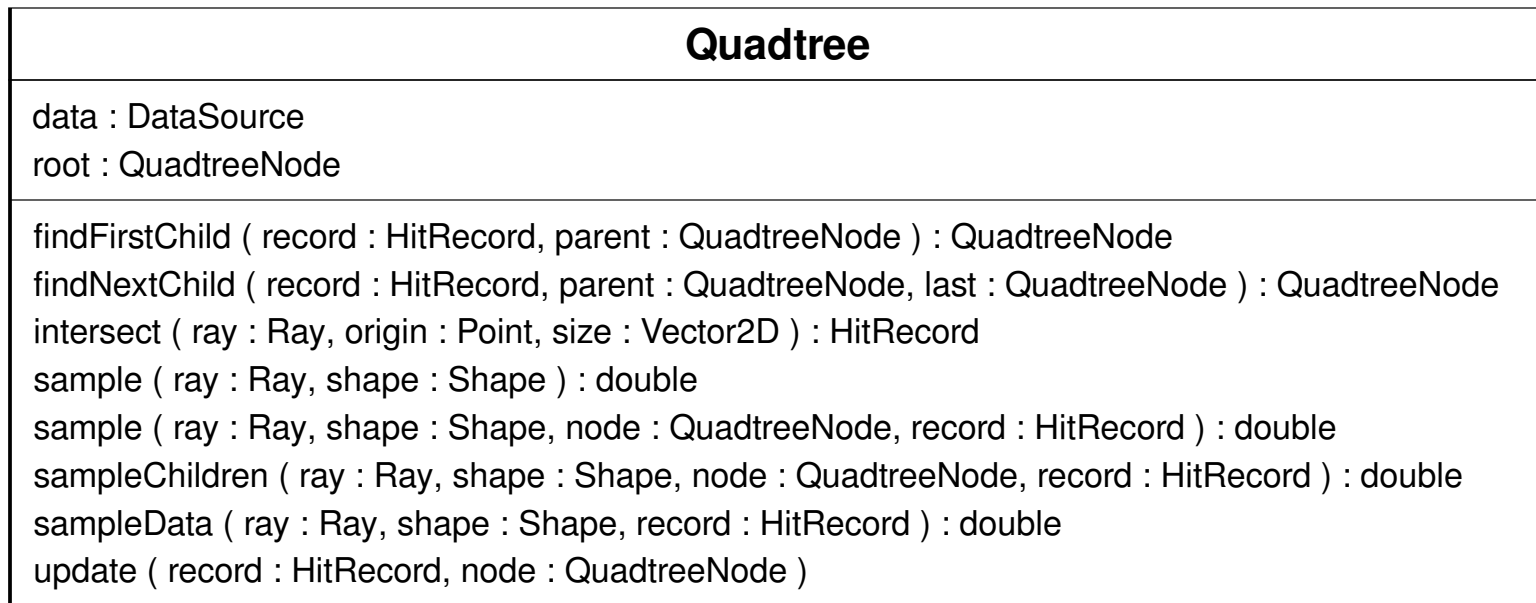 Quadtree
data : DataSource
root : QuadtreeNode
findFirstChild ( record : HitRecord, parent : QuadtreeNode ) : QuadtreeNode
findNextChild ( record : HitRecord, parent : QuadtreeNode, last : QuadtreeNode ) : QuadtreeNode
intersect ( ray : Ray, origin : Point, size : Vector2D ) : HitRecord
sample ( ray : Ray, shape : Shape ) : double
sample ( ray : Ray, shape : Shape, node : QuadtreeNode, record : HitRecord ) : double
sampleChildren ( ray : Ray, shape : Shape, node : QuadtreeNode, record : HitRecord ) : double
sampleData ( ray : Ray, shape : Shape, record : HitRecord ) : double
update ( record : HitRecord, node : QuadtreeNode )